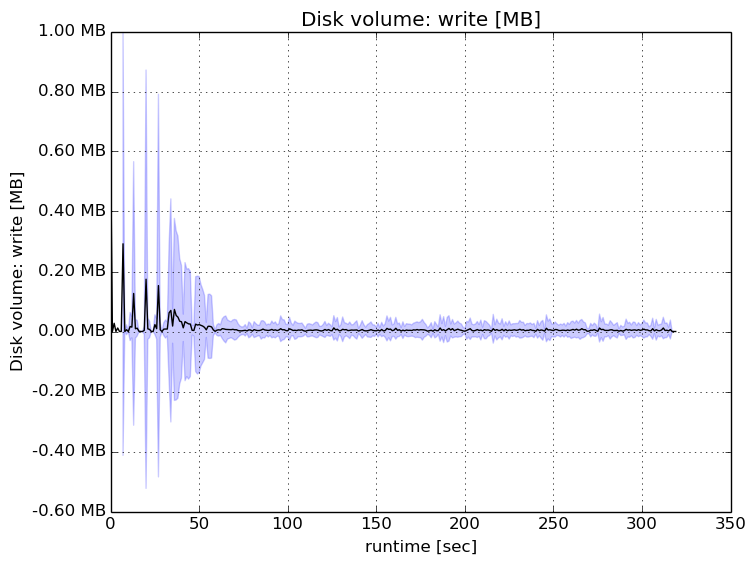 Disk volume: write [MB]
1.00 MB
0.80 MB
0.60 MB
0.40 MB
0.20 MB
0.00 MB
-0.20 MB
-0.40 MB
-0.60 MB
Disk volume: write [MB]
0 50 100 150 200 250 300 350
runtime [sec]